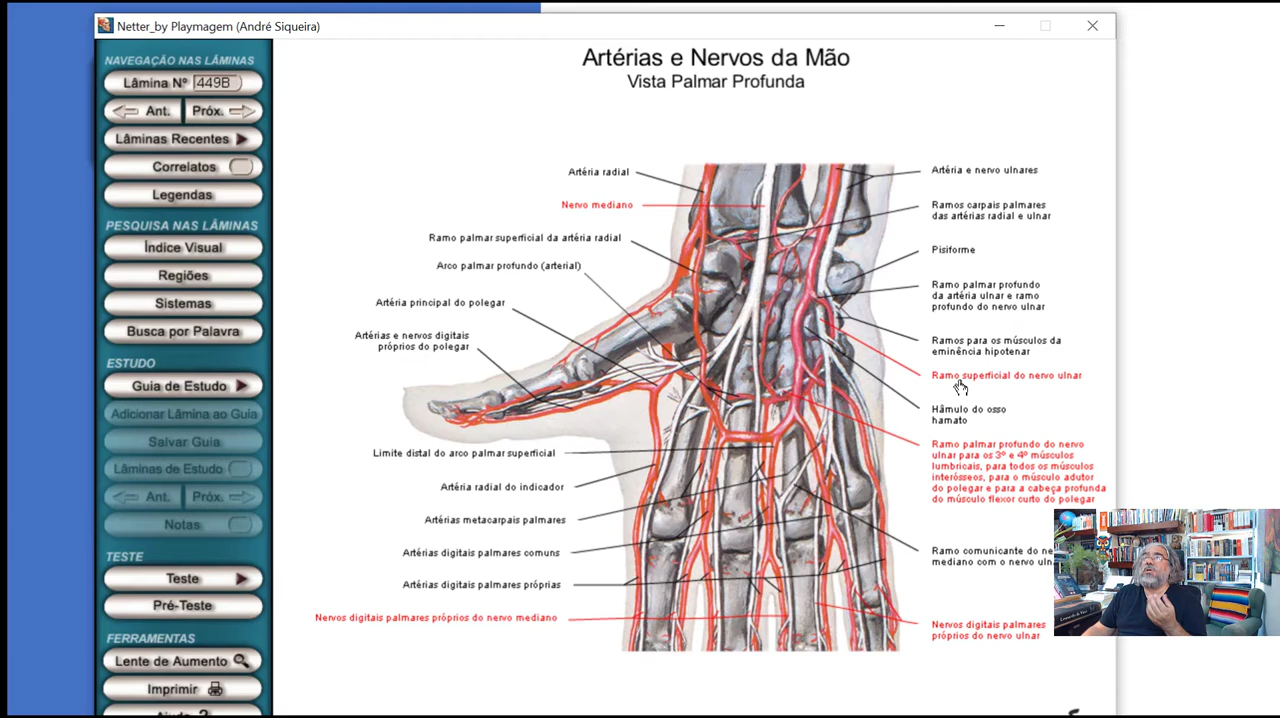 Netter_by Playmagem (André Siqueira)
NAVEGAÇÃO NAS LÂMINAS
Lâmina Nº 449B
Ant. Próx.
Lâminas Recentes
Correlatos
Legendas
PESQUISA NAS LÂMINAS
Índice Visual
Regiões
Sistemas
Busca por Palavra
ESTUDO
Guia de Estudo
Adicionar Lâmina ao Guia
Salvar Guia
Lâminas de Estudo
Ant. Próx.
Notas
TESTE
Teste
Pré-Teste
FERRAMENTAS
Lente de Aumento
Imprimir
Artérias e Nervos da Mão
Vista Palmar Profunda
Artéria radial
Nervo mediano
Ramo palmar superficial da artéria radial
Arco palmar profundo (arterial)
Artéria principal do polegar
Artérias e nervos digitais
próprios do polegar
Limite distal do arco palmar superficial
Artéria radial do indicador
Artérias metacarpais palmares
Artérias digitais palmares comuns
Artérias digitais palmares próprias
Nervos digitais palmares próprios do nervo mediano
Artéria e nervo ulnares
Ramos carpais palmares
das artérias radial e ulnar
Pisiforme
Ramo palmar profundo
da artéria ulnar e ramo
profundo do nervo ulnar
Ramos para os músculos da
eminência hipotenar
Ramo superficial do nervo ulnar
Hâmulo do osso
hamato
Ramo palmar profundo do nervo
ulnar para os 3º e 4º músculos
lumbricais, para todos os músculos
interósseos, para o músculo adutor
do polegar e para a cabeça profunda
do músculo flexor curto do polegar
Ramo comunicante do
mediano com o nervo
Nervos digitais palmares
próprios do nervo ulnar